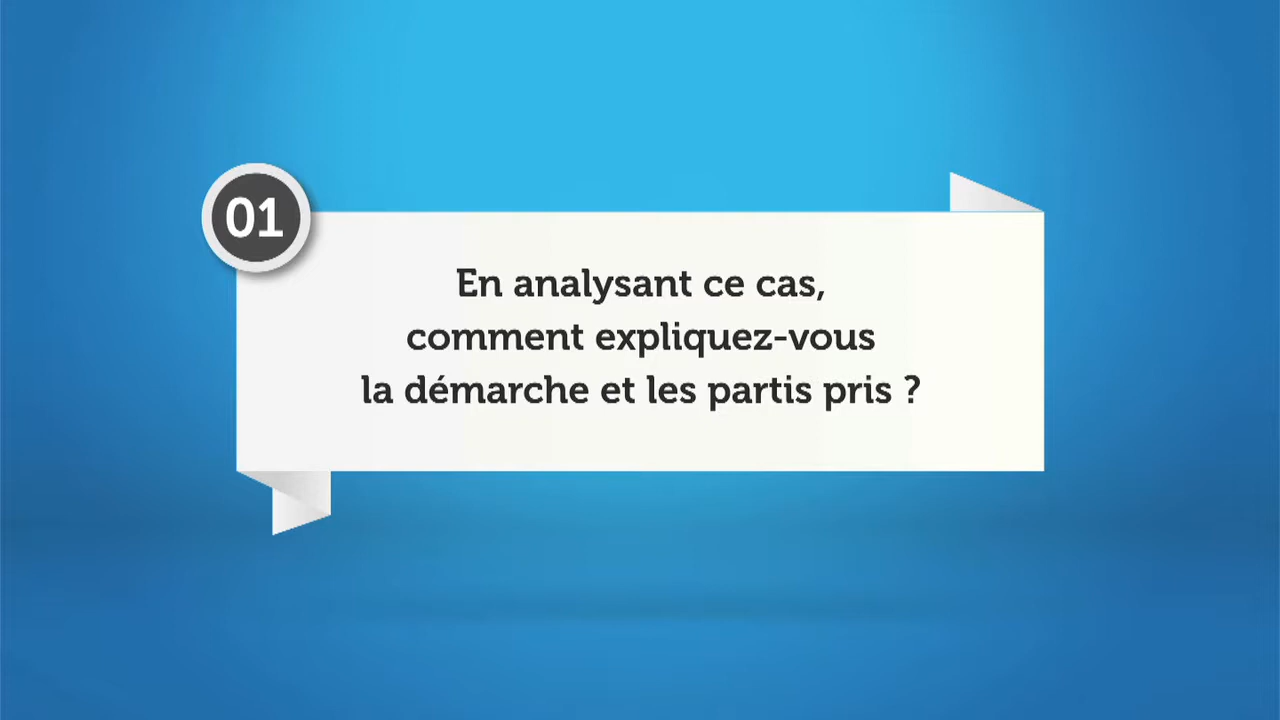 01
En analysant ce cas,
comment expliquez-vous
la démarche et les partis pris ?